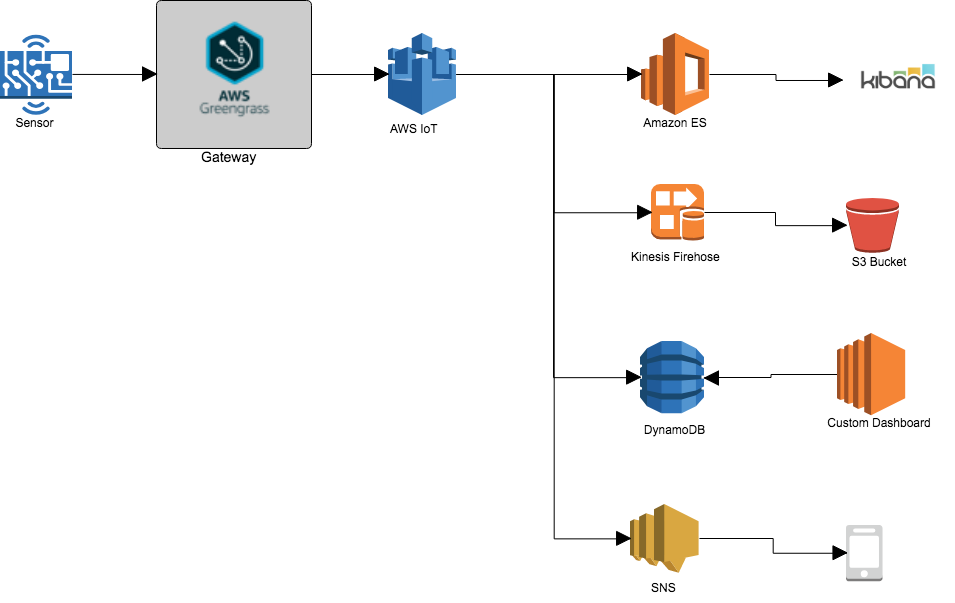 AWS
Greengrass
Sensor
Gateway
AWS IoT
Amazon ES
kibana
Kinesis Firehose
S3 Bucket
DynamoDB
Custom Dashboard
SNS